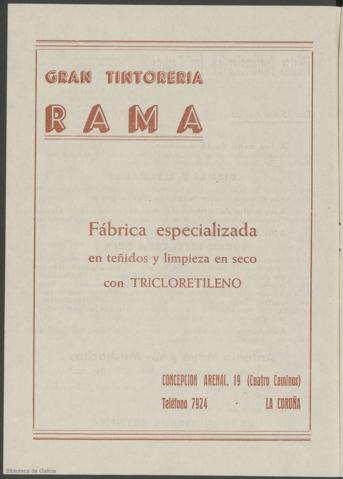 GRAN TINTORERIA
RAMA
Fábrica especializada
en teñidos y limpieza en seco
con TRICLORETILENO
CONCEPCION ARENAL, 19 (Cuatro Caminos)
Teléfono 7924 - LA CORUÑA
Biblioteca de Galicia